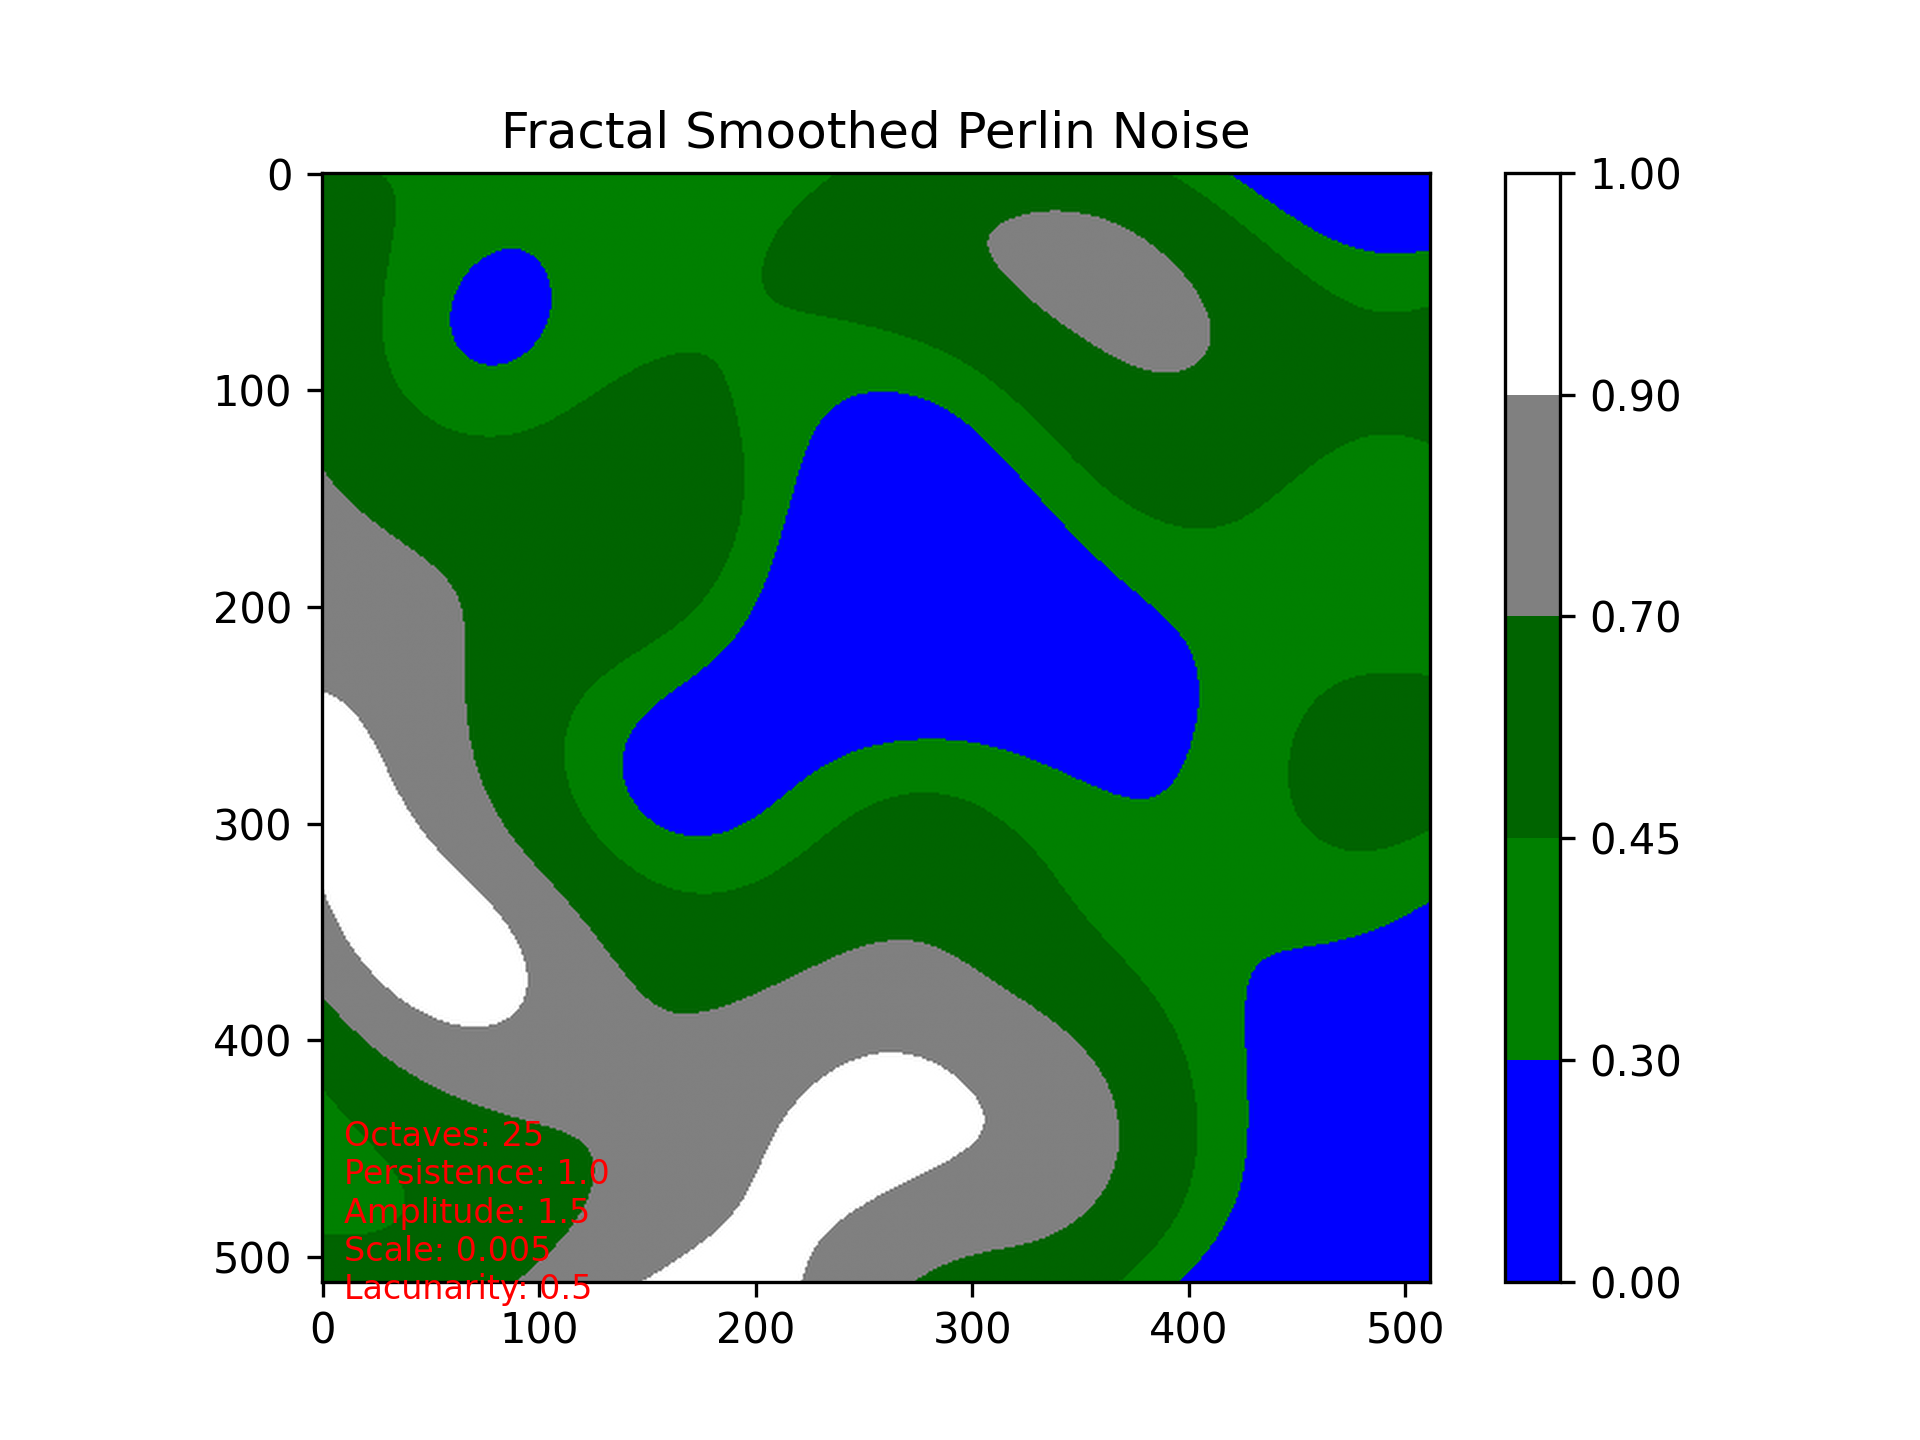 Fractal Smoothed Perlin Noise
0
100
200
300
400
500
Octaves: 25
Persistence: 1.0
Amplitude: 1.5
Scale: 0.005
Lacunarity: 0.5
0 100 200 300 400 500
1.00
0.90
0.70
0.45
0.30
0.00